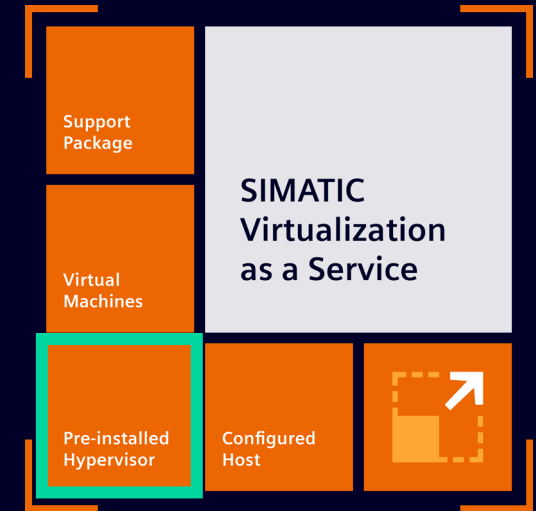 Support
Package
SIMATIC
Virtualization
as a Service
Virtual
Machines
Pre-installed
Hypervisor
Configured
Host